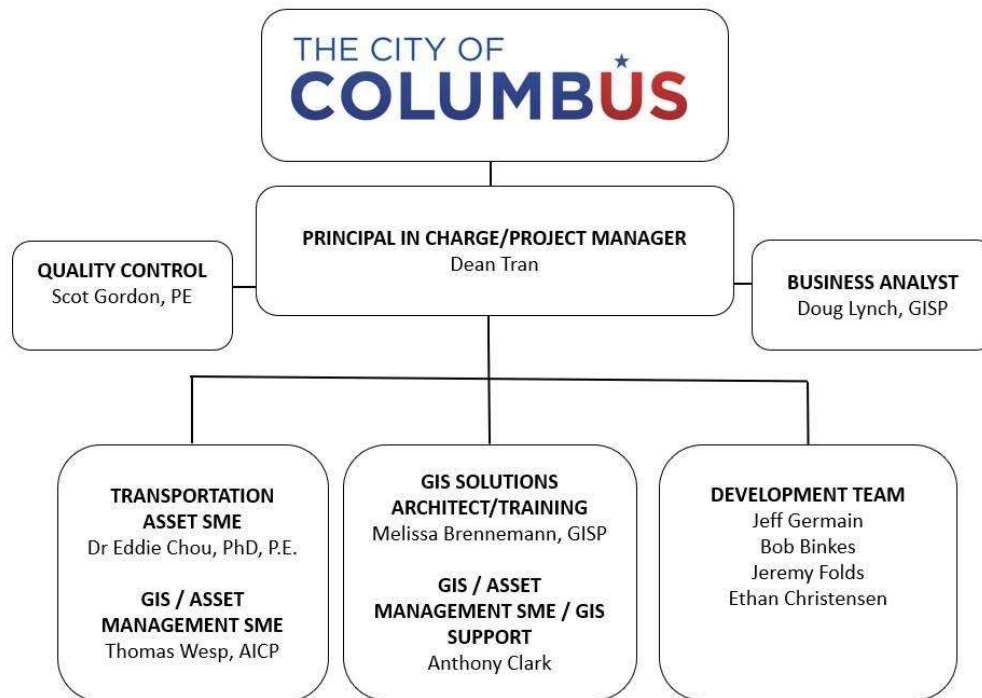 THE CITY OF
COLUMBUS
PRINCIPAL IN CHARGE/PROJECT MANAGER
Dean Tran
QUALITY CONTROL
Scot Gordon, PE
BUSINESS ANALYST
Doug Lynch, GISP
TRANSPORTATION
ASSET SME
Dr Eddie Chou, PhD, P.E.
GIS / ASSET
MANAGEMENT SME
Thomas Wesp, AICP
GIS SOLUTIONS
ARCHITECT/TRAINING
Melissa Brennemann, GISP
GIS / ASSET
MANAGEMENT SME / GIS
SUPPORT
Anthony Clark
DEVELOPMENT TEAM
Jeff Germain
Bob Binkes
Jeremy Folds
Ethan Christensen